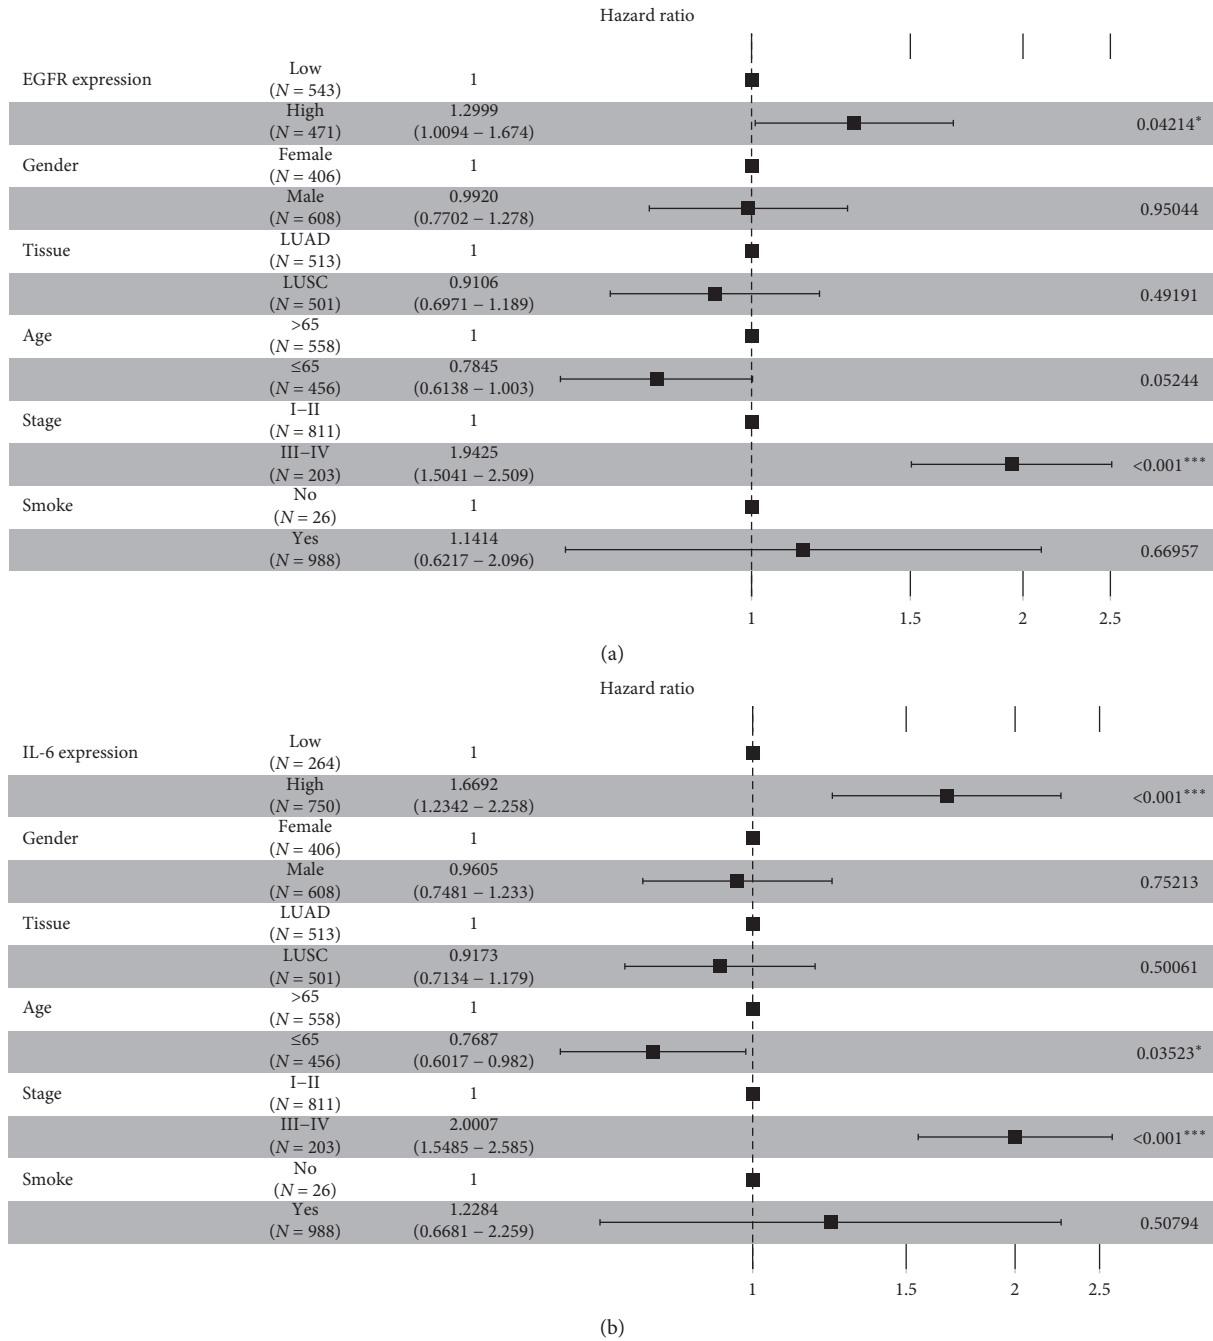 Hazard ratio
EGFR expression
Low
(N = 543)
1
High
(N = 471)
1.2999
(1.0094 − 1.674)
0.04214*
Gender
Female
(N = 406)
1
Male
(N = 608)
0.9920
(0.7702 − 1.278)
0.95044
Tissue
LUAD
(N = 513)
1
LUSC
(N = 501)
0.9106
(0.6971 − 1.189)
0.49191
Age
>65
(N = 558)
1
≤65
(N = 456)
0.7845
(0.6138 − 1.003)
0.05244
Stage
I−II
(N = 811)
1
III−IV
(N = 203)
1.9425
(1.5041 − 2.509)
<0.001***
Smoke
No
(N = 26)
1
Yes
(N = 988)
1.1414
(0.6217 − 2.096)
0.66957
1 1.5 2 2.5
(a)
Hazard ratio
IL-6 expression
Low
(N = 264)
1
High
(N = 750)
1.6692
(1.2342 − 2.258)
<0.001***
Gender
Female
(N = 406)
1
Male
(N = 608)
0.9605
(0.7481 − 1.233)
0.75213
Tissue
LUAD
(N = 513)
1
LUSC
(N = 501)
0.9173
(0.7134 − 1.179)
0.50061
Age
>65
(N = 558)
1
≤65
(N = 456)
0.7687
(0.6017 − 0.982)
0.03523*
Stage
I−II
(N = 811)
1
III−IV
(N = 203)
2.0007
(1.5485 − 2.585)
<0.001***
Smoke
No
(N = 26)
1
Yes
(N = 988)
1.2284
(0.6681 − 2.259)
0.50794
1 1.5 2 2.5
(b)